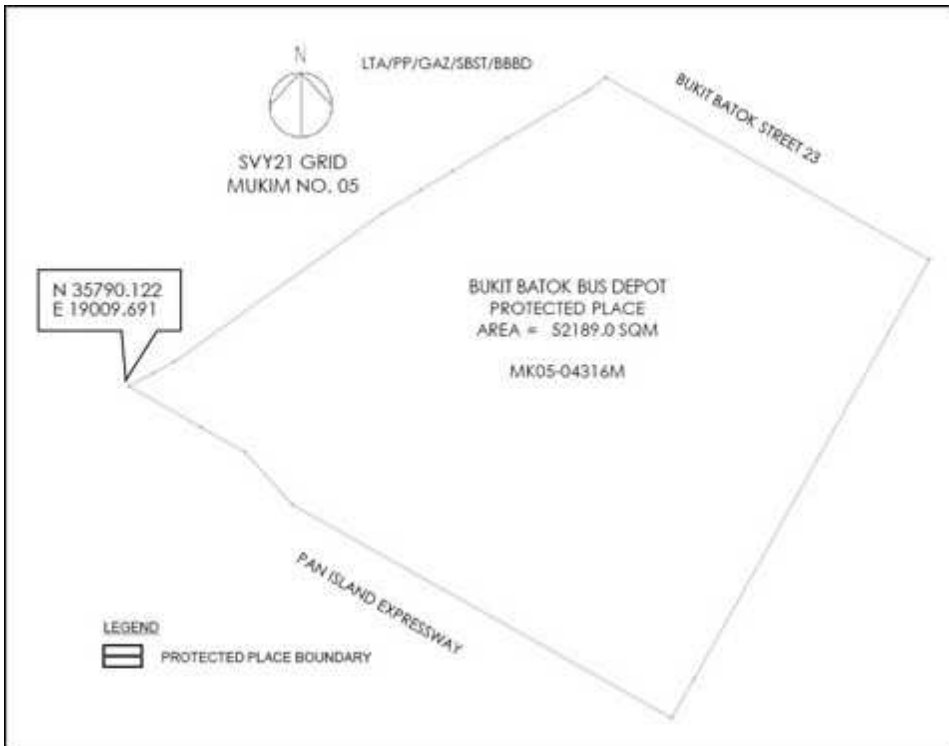 N
LTA/PP/GAZ/SBST/BBBD
SVY21 GRID
MUKIM NO. 05
BUKIT BATOK STREET 23
N 35790.122
E 19009.691
BUKIT BATOK BUS DEPOT
PROTECTED PLACE
AREA = 52189.0 SQM
MK05-04316M
PAN ISLAND EXPRESSWAY
LEGEND
PROTECTED PLACE BOUNDARY